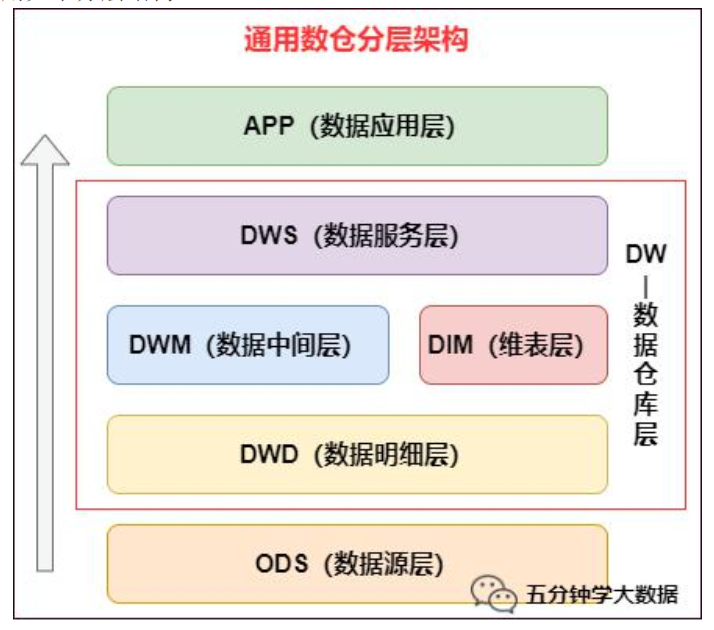 通用数仓分层架构
APP（数据应用层）
DWS（数据服务层）
DWM（数据中间层）
DIM（维表层）
DW
|
数
据
仓
库
层
DWD（数据明细层）
ODS（数据源层）
五分钟学大数据